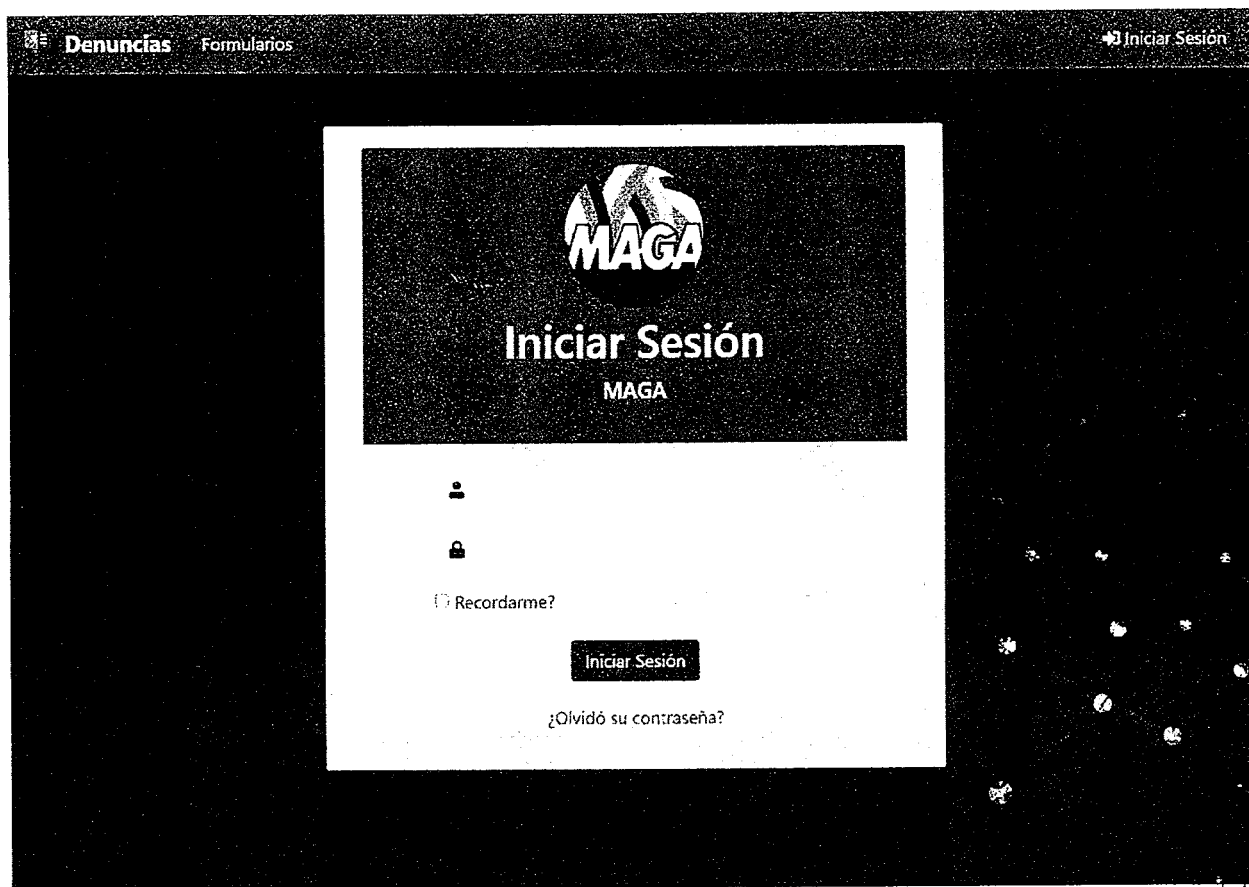 Denuncias Formularios Iniciar Sesión
MAGA
Iniciar Sesión
MAGA
Recordarme?
Iniciar Sesión
¿Olvidó su contraseña?